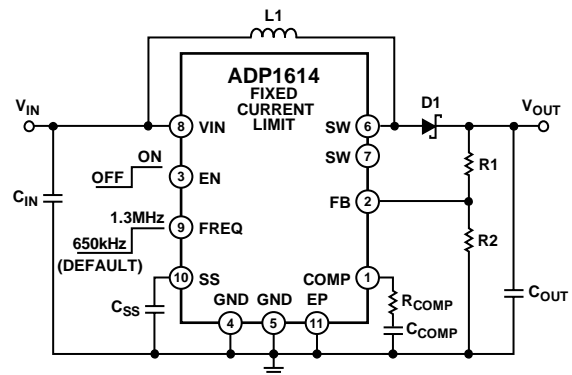 L1
ADP1614
FIXED
CURRENT
LIMIT
D1
VIN
VOUT
8 VIN
SW 6
SW 7
R1
ON
OFF
3 EN
CIN
FB 2
1.3MHz
650kHz
(DEFAULT)
9 FREQ
R2
10 SS
COMP 1
CSS
GND GND EP
4 5 11
RCOMP
CCOMP
COUT